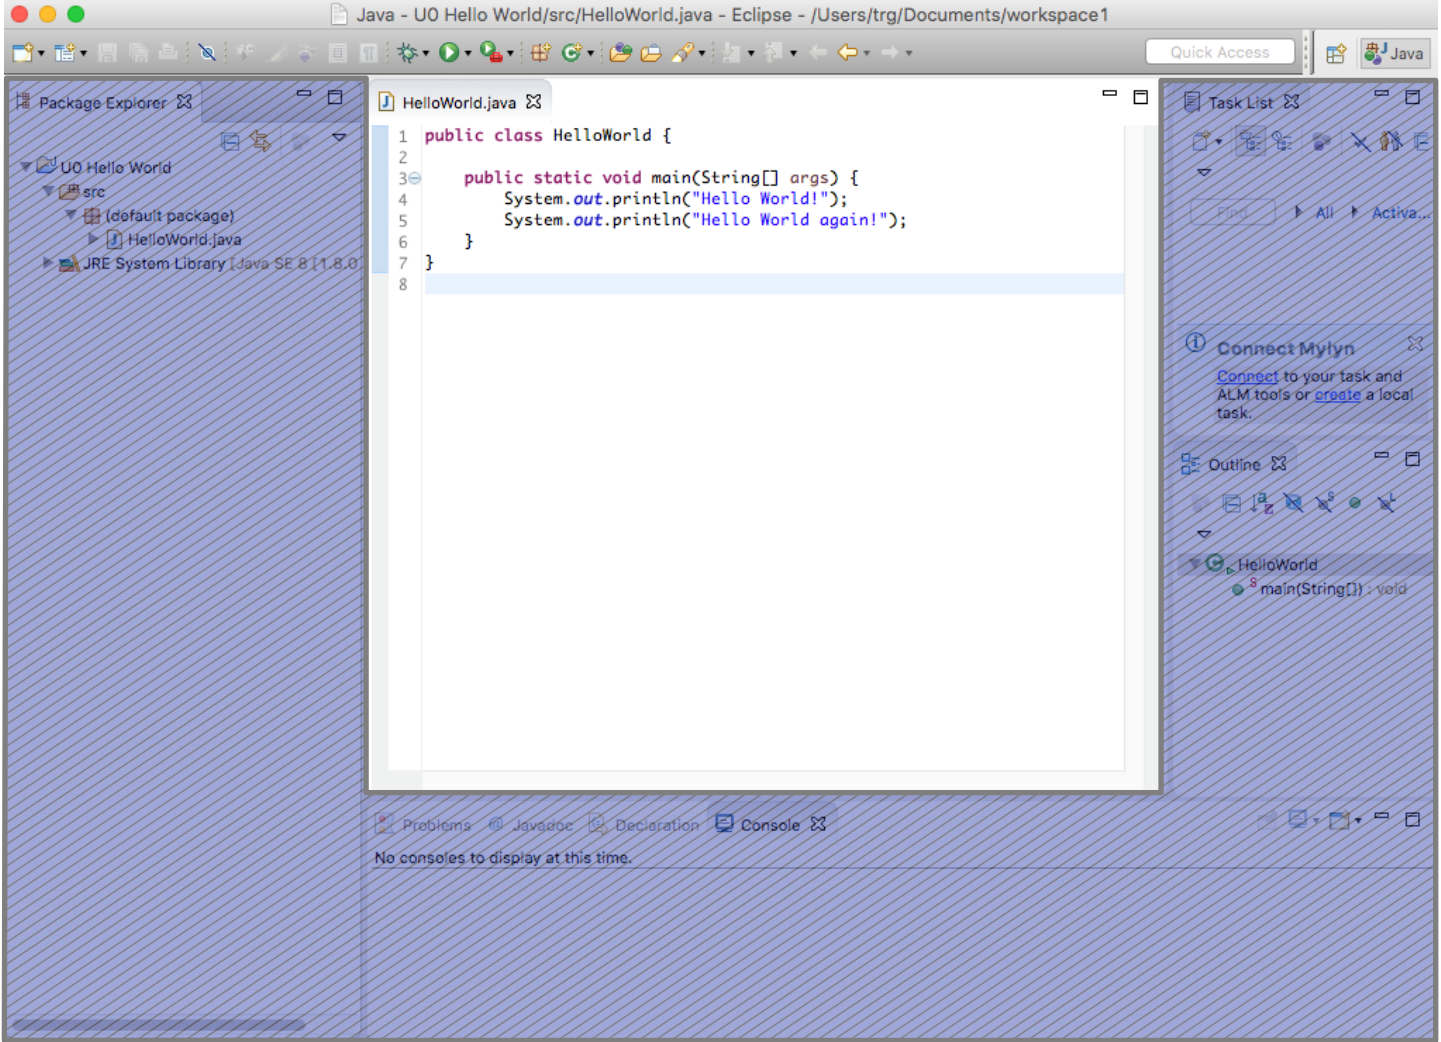 Java - U0 Hello World/src/HelloWorld.java - Eclipse - /Users/trg/Documents/workspace1
Quick Access
Java
Package Explorer
U0 Hello World
src
(default package)
HelloWorld.java
JRE System Library [Java SE 8 [1.8.0
HelloWorld.java
1 public class HelloWorld {
2
3 public static void main(String[] args) {
4 System.out.println("Hello World!");
5 System.out.println("Hello World again!");
6 }
7 }
8
Task List
Find All Activa...
Connect Mylyn
Connect to your task and
ALM tools or create a local
task.
Outline
HelloWorld
main(String[]) : void
Problems @ Javadoc Declaration Console
No consoles to display at this time.